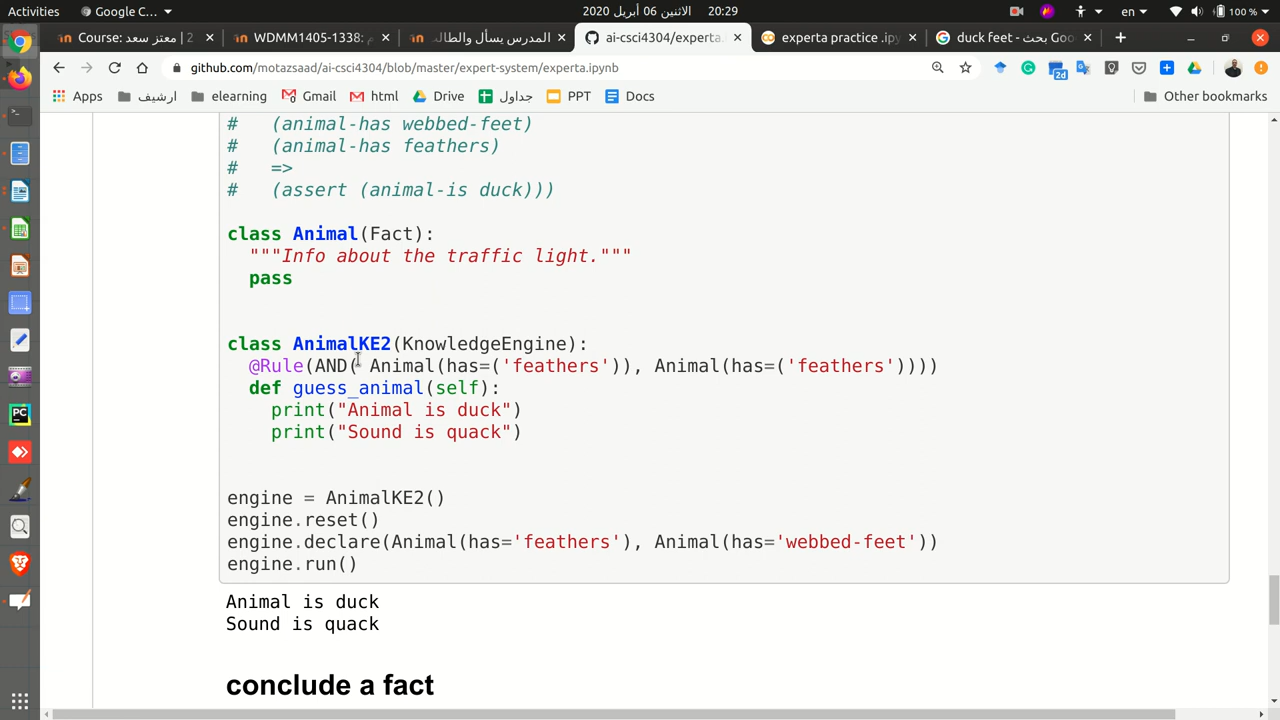 Activities
Google C...
2020 الاثنين 06 أبريل 20:29
en
100 %
Course: معتز سعد | 2
WDMM1405-1338: م
المدرس يسأل والطالب
ai-csci4304/experta.
experta practice .ipy
duck feet - بحث Goo
github.com/motazsaad/ai-csci4304/blob/master/expert-system/experta.ipynb
2d
Apps
ارشيف
elearning
Gmail
html
Drive
جداول
PPT
Docs
Other bookmarks
#   (animal-has webbed-feet)
#   (animal-has feathers)
#   =>
#   (assert (animal-is duck)))
class Animal(Fact):
"""Info about the traffic light."""
pass
class AnimalKE2(KnowledgeEngine):
@Rule(AND( Animal(has=('feathers')), Animal(has=('feathers'))))
def guess_animal(self):
print("Animal is duck")
print("Sound is quack")
engine = AnimalKE2()
engine.reset()
engine.declare(Animal(has='feathers'), Animal(has='webbed-feet'))
engine.run()
Animal is duck
Sound is quack
conclude a fact